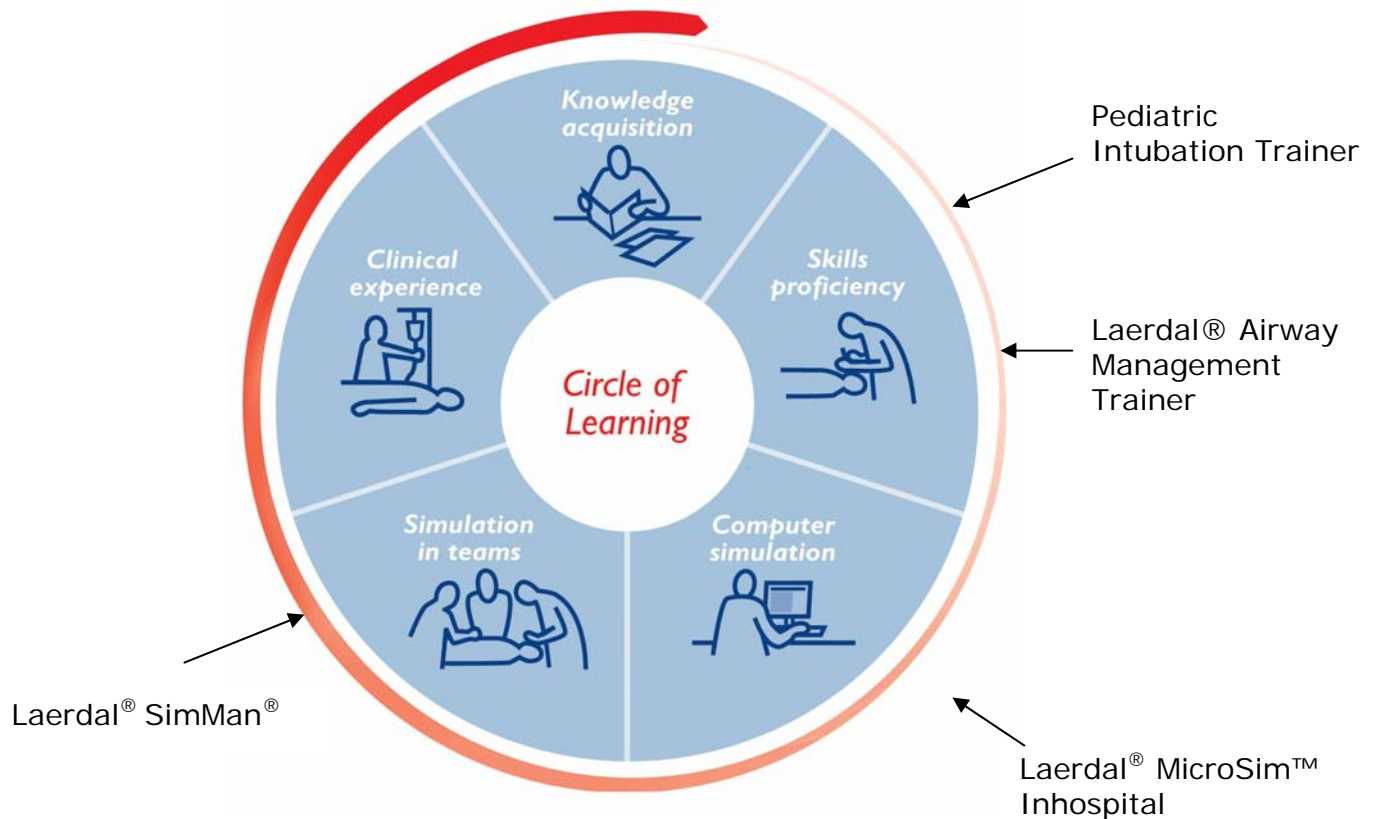 Knowledge
acquisition
Pediatric
Intubation Trainer
Clinical
experience
Skills
proficiency
Laerdal® Airway
Management
Trainer
Circle of
Learning
Simulation
in teams
Computer
simulation
Laerdal® SimMan®
Laerdal® MicroSim™
Inhospital